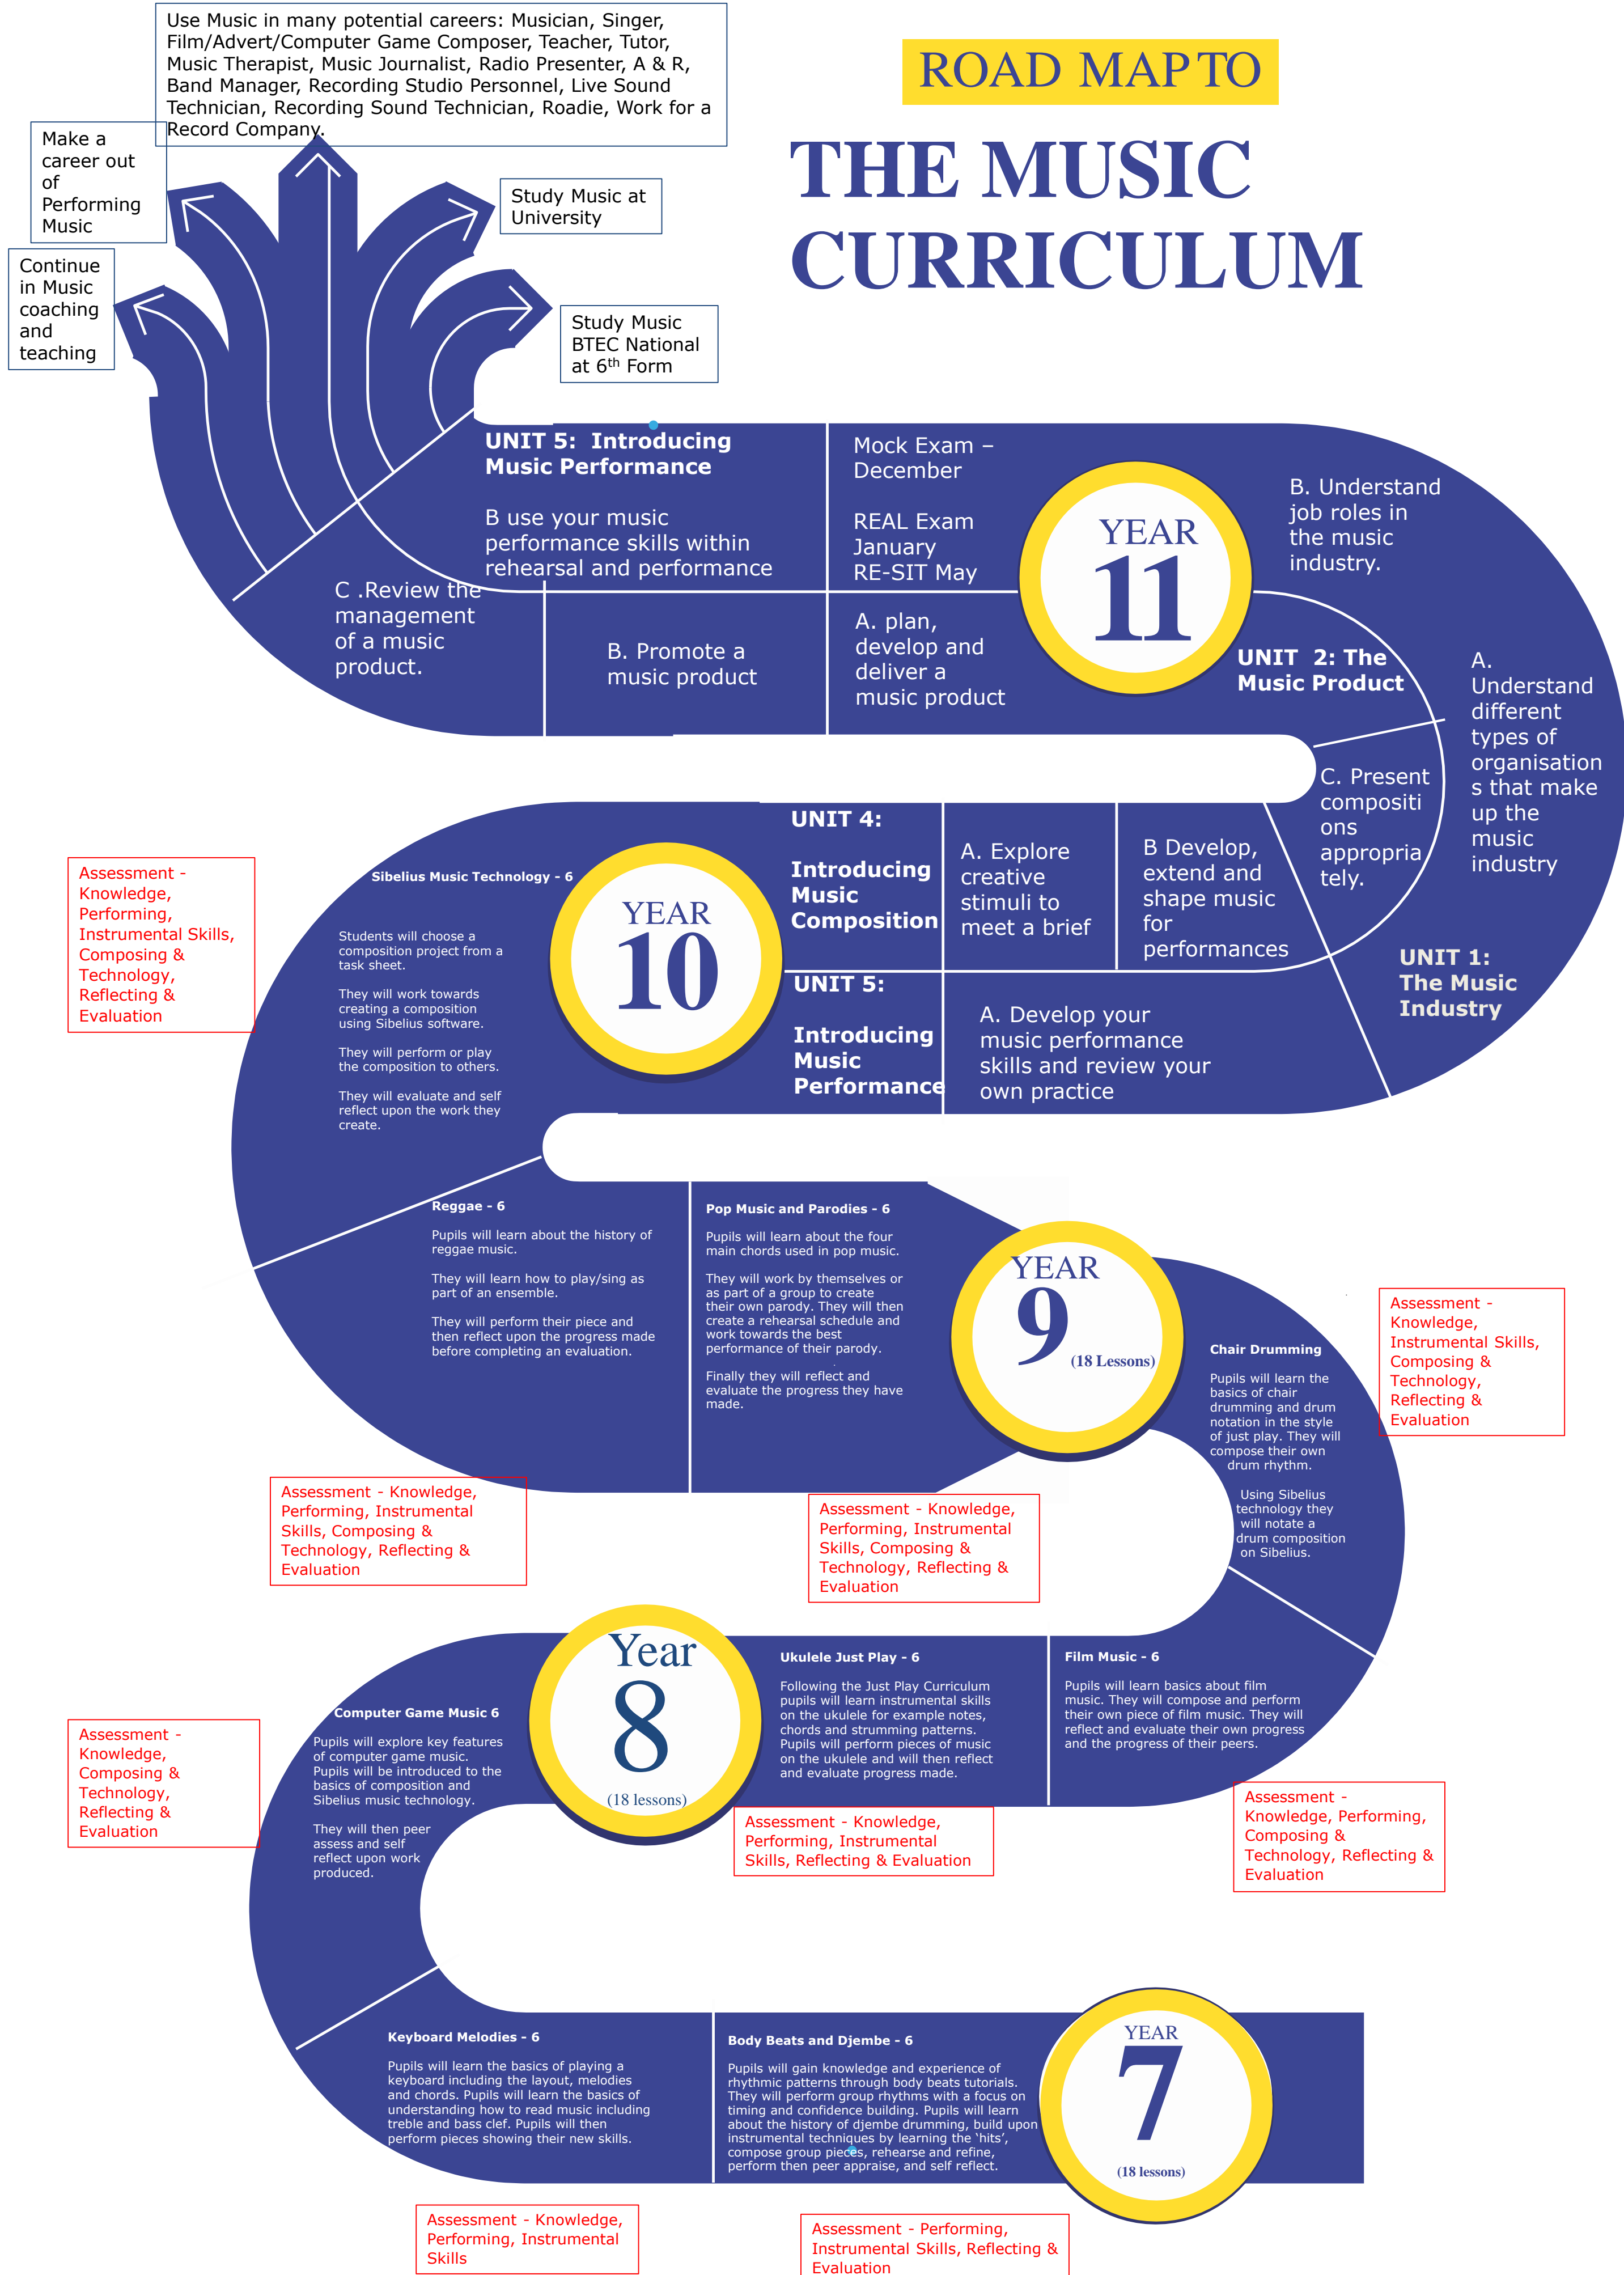 Use Music in many potential careers: Musician, Singer,
Film/Advert/Computer Game Composer, Teacher, Tutor,
Music Therapist, Music Journalist, Radio Presenter, A & R,
Band Manager, Recording Studio Personnel, Live Sound
Technician, Recording Sound Technician, Roadie, Work for a
Record Company.
ROAD MAP TO
THE MUSIC
CURRICULUM
Make a
career out
of
Performing
Music
Study Music at
University
Continue
in Music
coaching
and
teaching
Study Music
BTEC National
at 6th Form
UNIT 5: Introducing
Music Performance
B use your music
performance skills within
rehearsal and performance
Mock Exam –
December
REAL Exam
January
RE-SIT May
YEAR
11
B. Understand
job roles in
the music
industry.
C .Review the
management
of a music
product.
B. Promote a
music product
A. plan,
develop and
deliver a
music product
UNIT 2: The
Music Product
A.
Understand
different
types of
organisation
s that make
up the
music
industry
C. Present
compositi
ons
appropria
tely.
UNIT 1:
The Music
Industry
UNIT 4:
Introducing
Music
Composition
A. Explore
creative
stimuli to
meet a brief
B Develop,
extend and
shape music
for
performances
UNIT 5:
Introducing
Music
Performance
A. Develop your
music performance
skills and review your
own practice
YEAR
10
Assessment -
Knowledge,
Performing,
Instrumental Skills,
Composing &
Technology,
Reflecting &
Evaluation
Sibelius Music Technology - 6
Students will choose a
composition project from a
task sheet.
They will work towards
creating a composition
using Sibelius software.
They will perform or play
the composition to others.
They will evaluate and self
reflect upon the work they
create.
Reggae - 6
Pupils will learn about the history of
reggae music.
They will learn how to play/sing as
part of an ensemble.
They will perform their piece and
then reflect upon the progress made
before completing an evaluation.
Pop Music and Parodies - 6
Pupils will learn about the four
main chords used in pop music.
They will work by themselves or
as part of a group to create
their own parody. They will then
create a rehearsal schedule and
work towards the best
performance of their parody.
Finally they will reflect and
evaluate the progress they have
made.
YEAR
9
(18 Lessons)
Assessment -
Knowledge,
Instrumental Skills,
Composing &
Technology,
Reflecting &
Evaluation
Chair Drumming
Pupils will learn the
basics of chair
drumming and drum
notation in the style
of just play. They will
compose their own
drum rhythm.
Using Sibelius
technology they
will notate a
drum composition
on Sibelius.
Assessment - Knowledge,
Performing, Instrumental
Skills, Composing &
Technology, Reflecting &
Evaluation
Assessment - Knowledge,
Performing, Instrumental
Skills, Composing &
Technology, Reflecting &
Evaluation
Year
8
(18 lessons)
Ukulele Just Play - 6
Following the Just Play Curriculum
pupils will learn instrumental skills
on the ukulele for example notes,
chords and strumming patterns.
Pupils will perform pieces of music
on the ukulele and will then reflect
and evaluate progress made.
Film Music - 6
Pupils will learn basics about film
music. They will compose and perform
their own piece of film music. They will
reflect and evaluate their own progress
and the progress of their peers.
Assessment -
Knowledge,
Composing &
Technology,
Reflecting &
Evaluation
Computer Game Music 6
Pupils will explore key features
of computer game music.
Pupils will be introduced to the
basics of composition and
Sibelius music technology.
They will then peer
assess and self
reflect upon work
produced.
Assessment - Knowledge,
Performing, Instrumental
Skills, Reflecting & Evaluation
Assessment -
Knowledge, Performing,
Composing &
Technology, Reflecting &
Evaluation
Keyboard Melodies - 6
Pupils will learn the basics of playing a
keyboard including the layout, melodies
and chords. Pupils will learn the basics of
understanding how to read music including
treble and bass clef. Pupils will then
perform pieces showing their new skills.
Body Beats and Djembe - 6
Pupils will gain knowledge and experience of
rhythmic patterns through body beats tutorials.
They will perform group rhythms with a focus on
timing and confidence building. Pupils will learn
about the history of djembe drumming, build upon
instrumental techniques by learning the ‘hits’,
compose group pieces, rehearse and refine,
perform then peer appraise, and self reflect.
YEAR
7
(18 lessons)
Assessment - Knowledge,
Performing, Instrumental
Skills
Assessment - Performing,
Instrumental Skills, Reflecting &
Evaluation